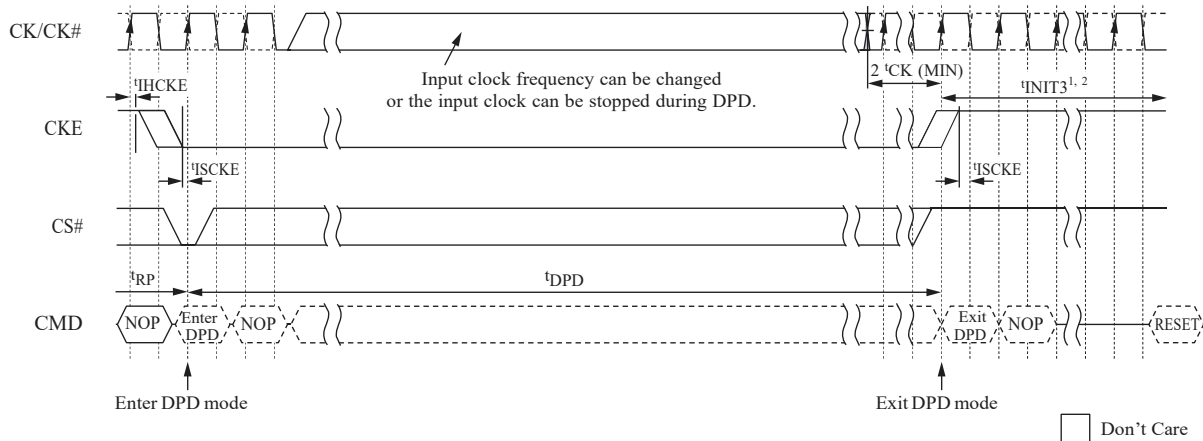 CK/CK#
Input clock frequency can be changed
or the input clock can be stopped during DPD.
2 tCK (MIN)
tINIT31, 2
tIHCKE
CKE
tISCKE
tISCKE
CS#
tRP
tDPD
CMD
NOP
Enter
DPD
NOP
Exit
DPD
NOP
RESET
Enter DPD mode
Exit DPD mode
Don't Care